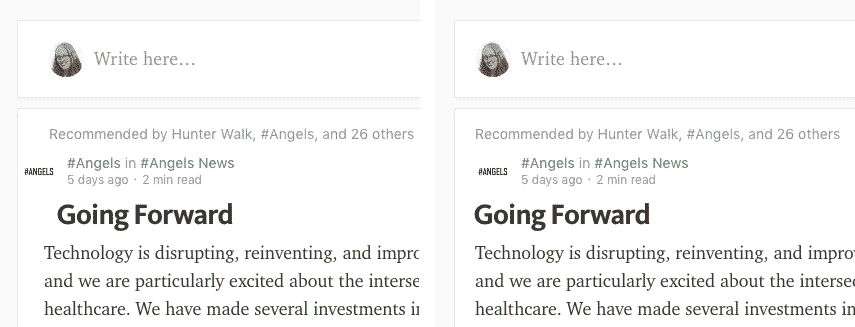 Write here…
Recommended by Hunter Walk, #Angels, and 26 others
#ANGELS
#Angels in #Angels News
5 days ago · 2 min read
Going Forward
Technology is disrupting, reinventing, and impro
and we are particularly excited about the interse
healthcare. We have made several investments in
Write here…
Recommended by Hunter Walk, #Angels, and 26 others
#ANGELS
#Angels in #Angels News
5 days ago · 2 min read
Going Forward
Technology is disrupting, reinventing, and impro
and we are particularly excited about the interse
healthcare. We have made several investments in